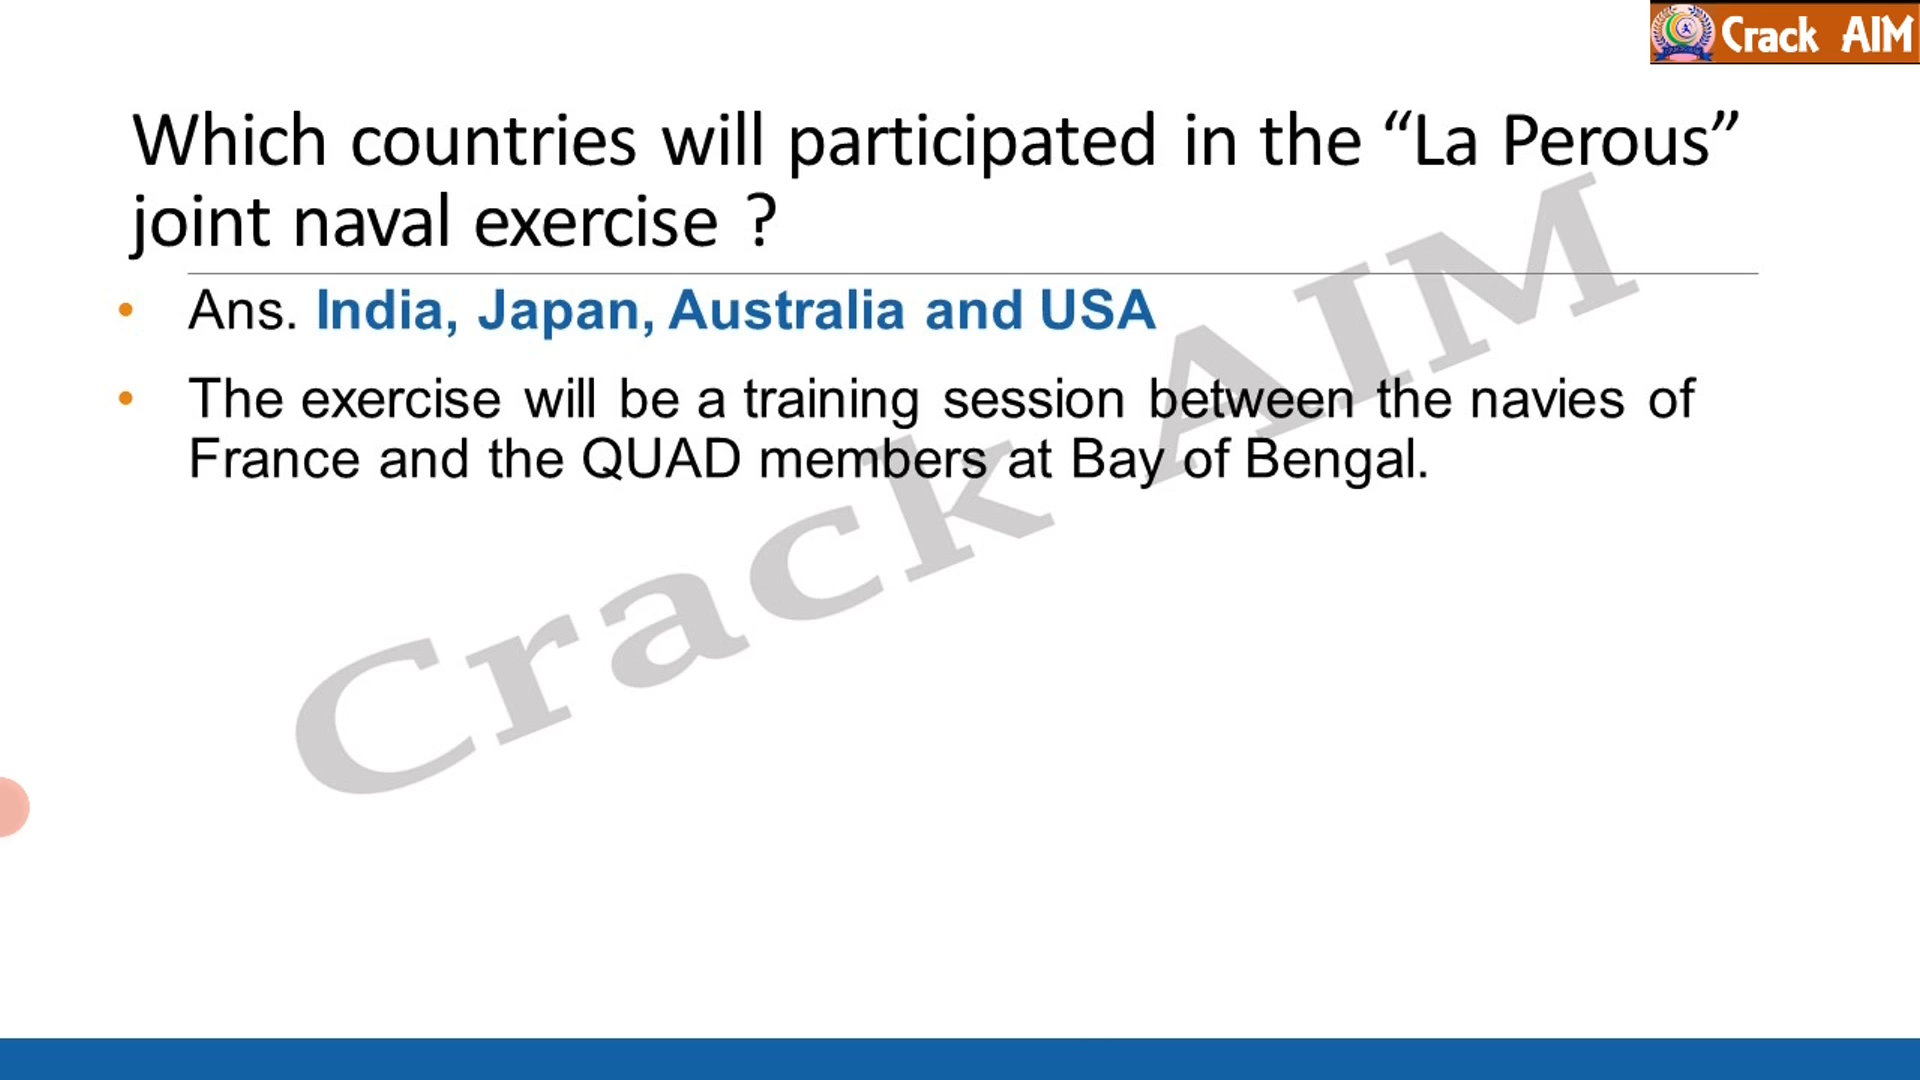 Crack AIM
Which countries will participated in the “La Perous”
joint naval exercise ?
• Ans. India, Japan, Australia and USA
• The exercise will be a training session between the navies of
France and the QUAD members at Bay of Bengal.
Crack AIM